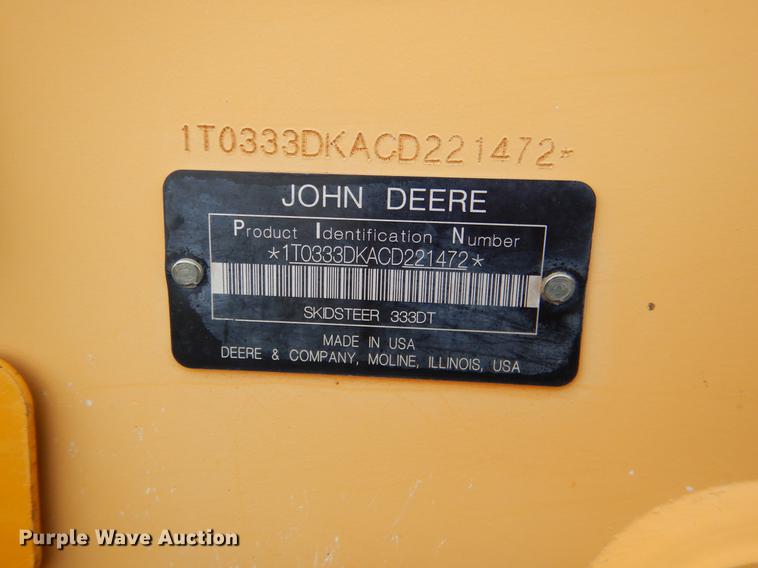 1T0333DKACD221472*
JOHN DEERE
Product Identification Number
*1T0333DKACD221472*
SKIDSTEER 333DT
MADE IN USA
DEERE & COMPANY, MOLINE, ILLINOIS, USA
Purple Wave Auction